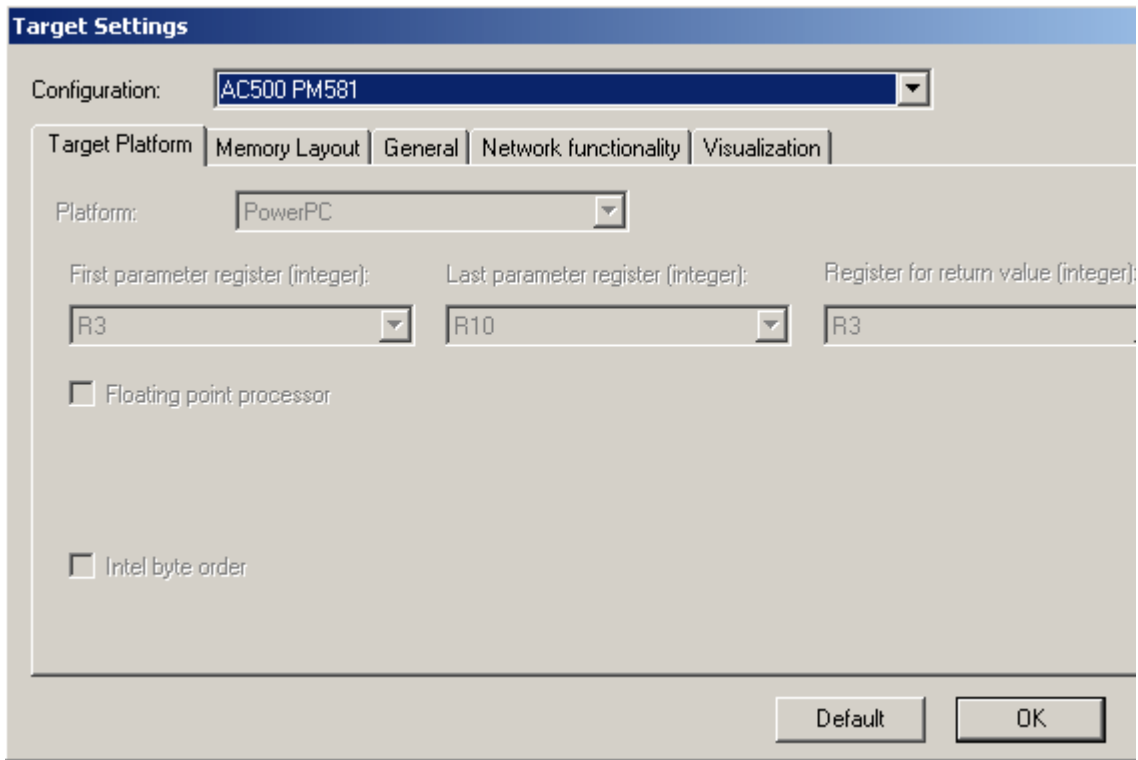 Target Settings
Configuration: AC500 PM581
Target Platform Memory Layout General Network functionality Visualization
Platform: PowerPC
First parameter register (integer): Last parameter register (integer): Register for return value (integer):
R3 R10 R3
Floating point processor
Intel byte order
Default OK